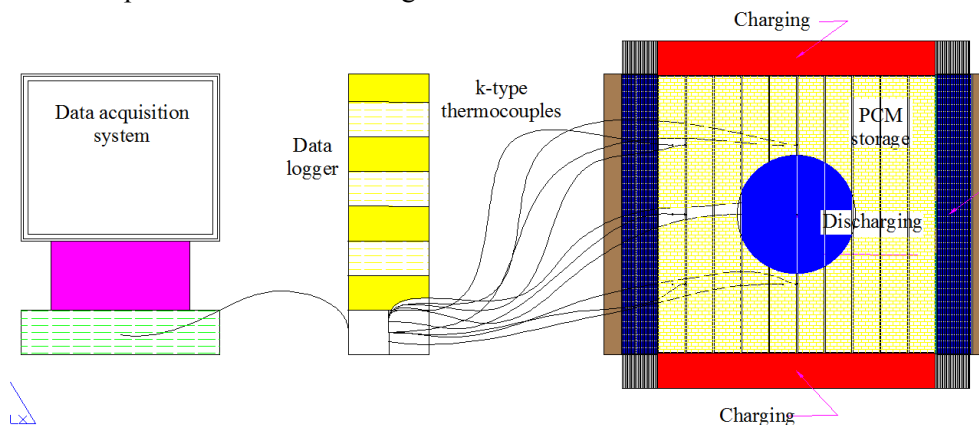 Charging
k-type
thermocouples
Data acquisition
system
PCM
storage
Data
logger
Discharging
Charging
X